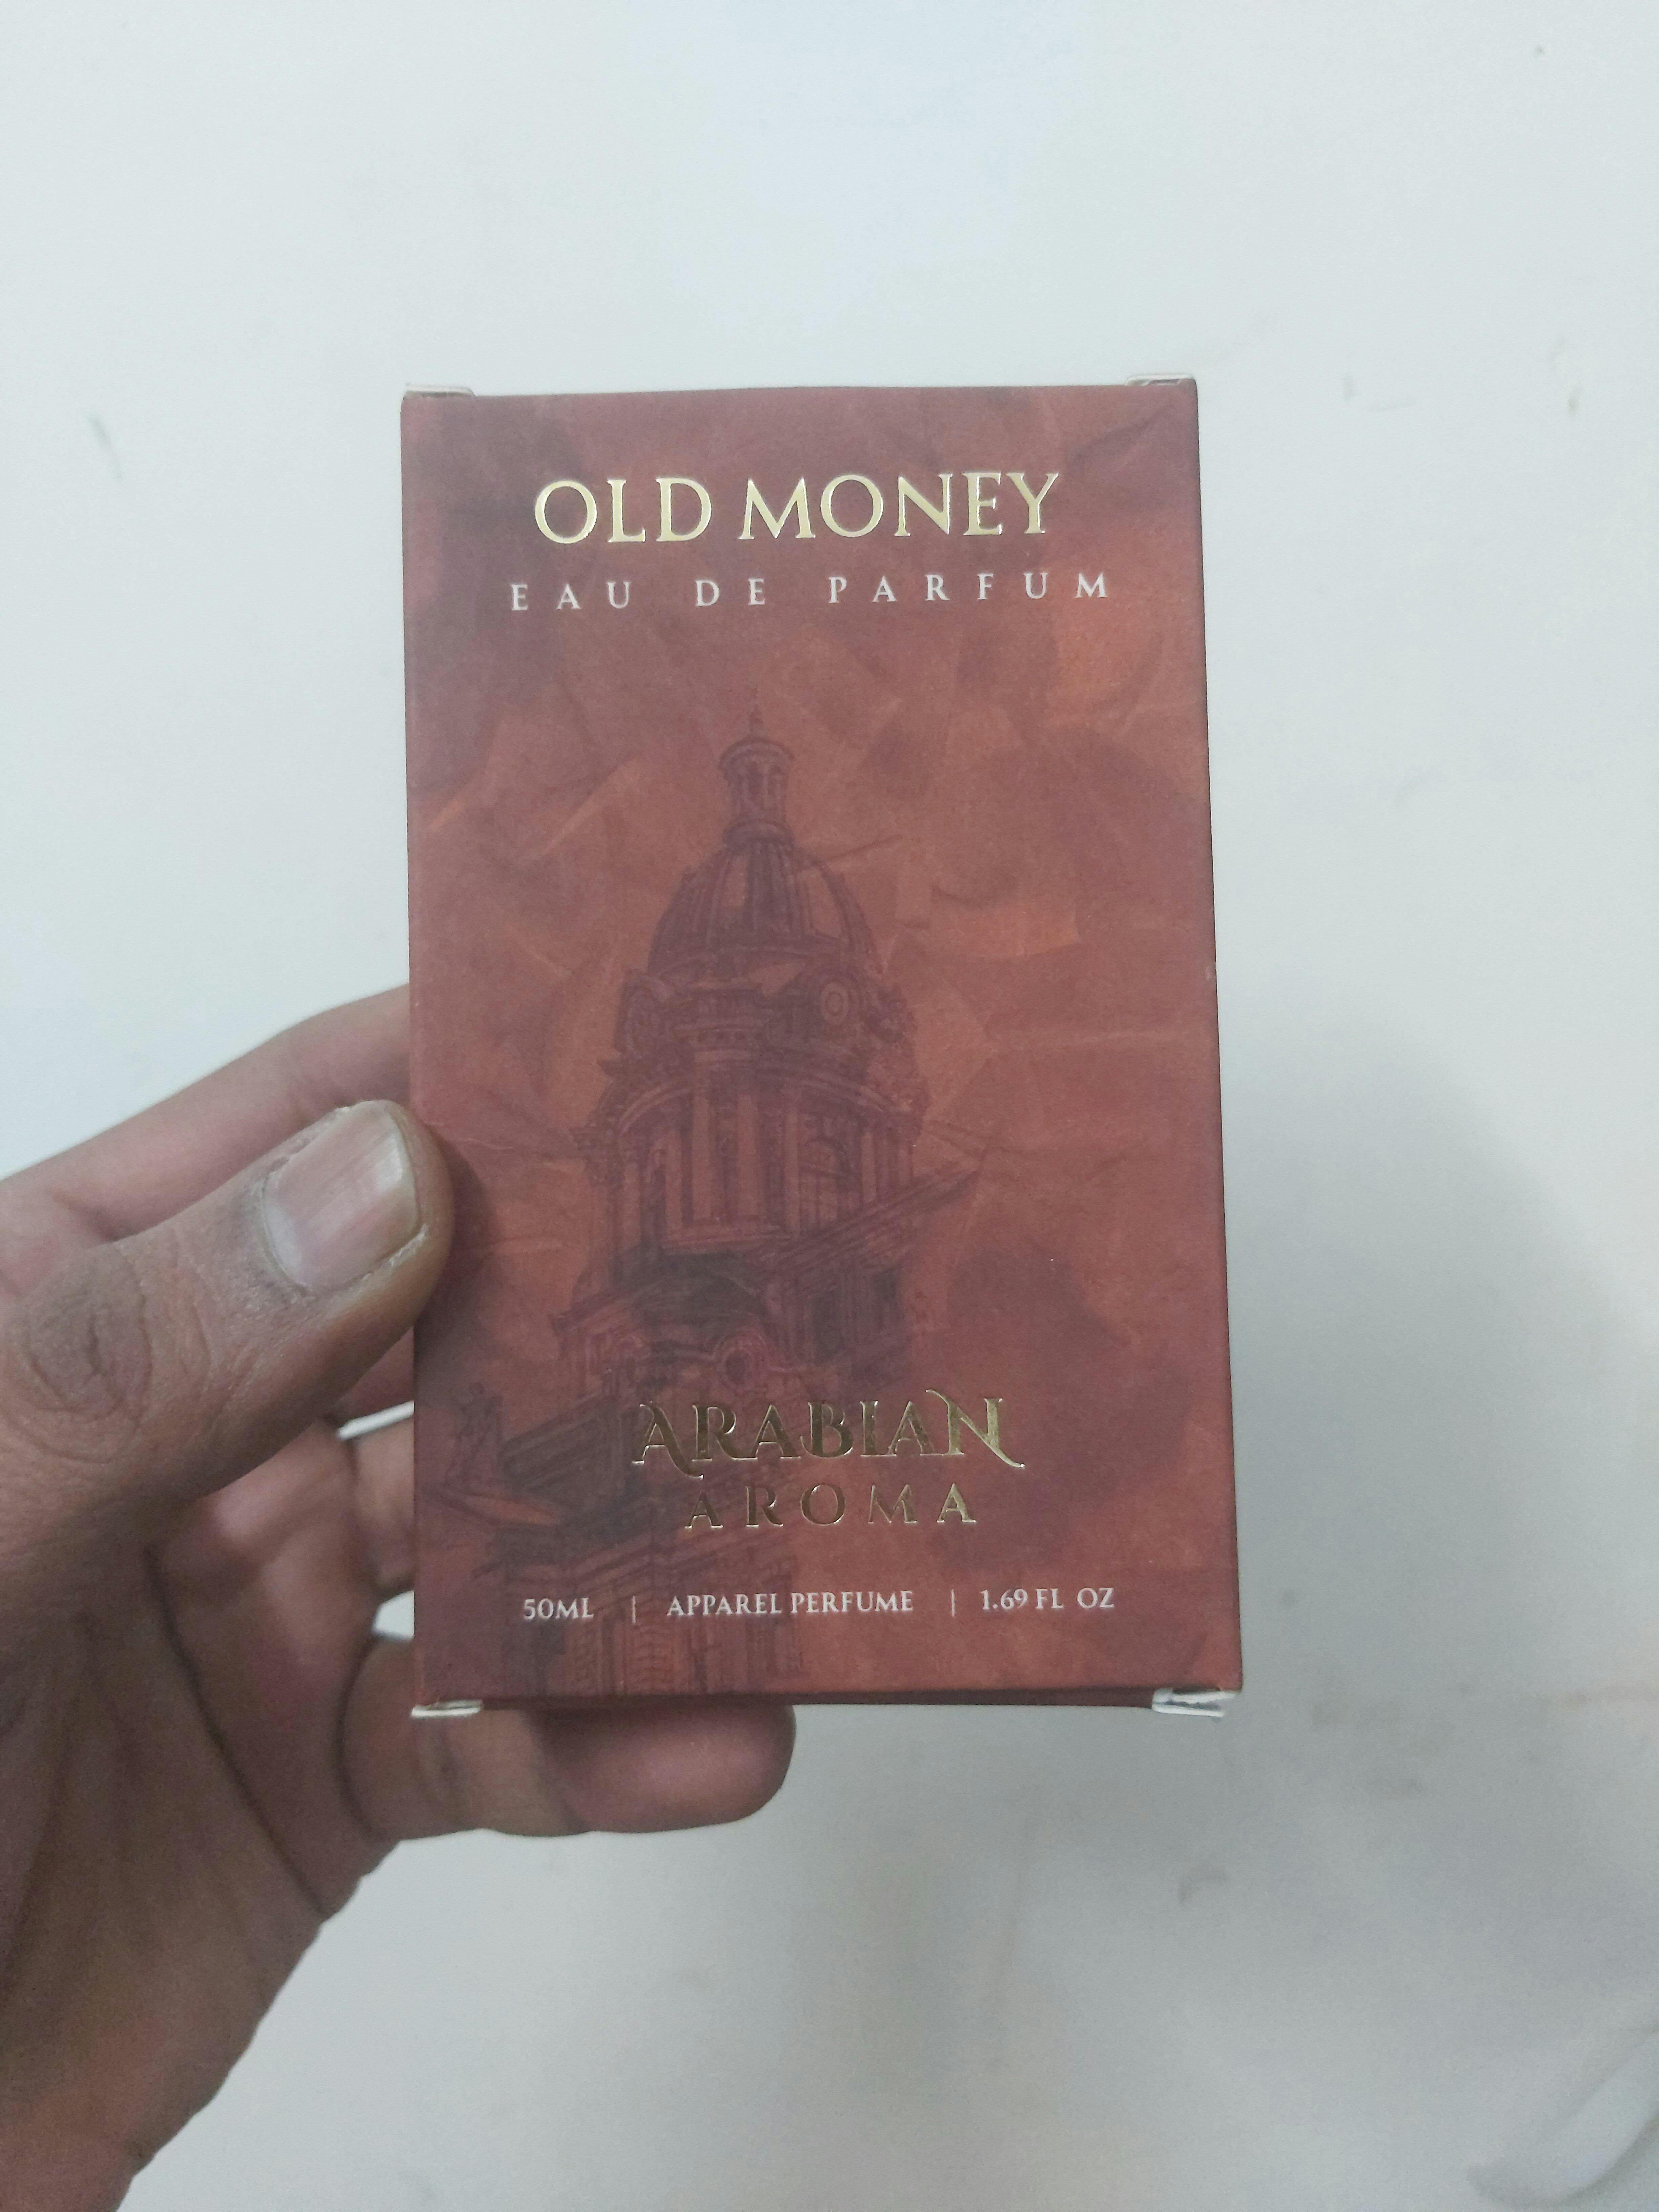 OLD MONEY
EAU DE PARFUM
ARABIAN
AROMA
50ML | APPAREL PERFUME | 1.69 FL OZ